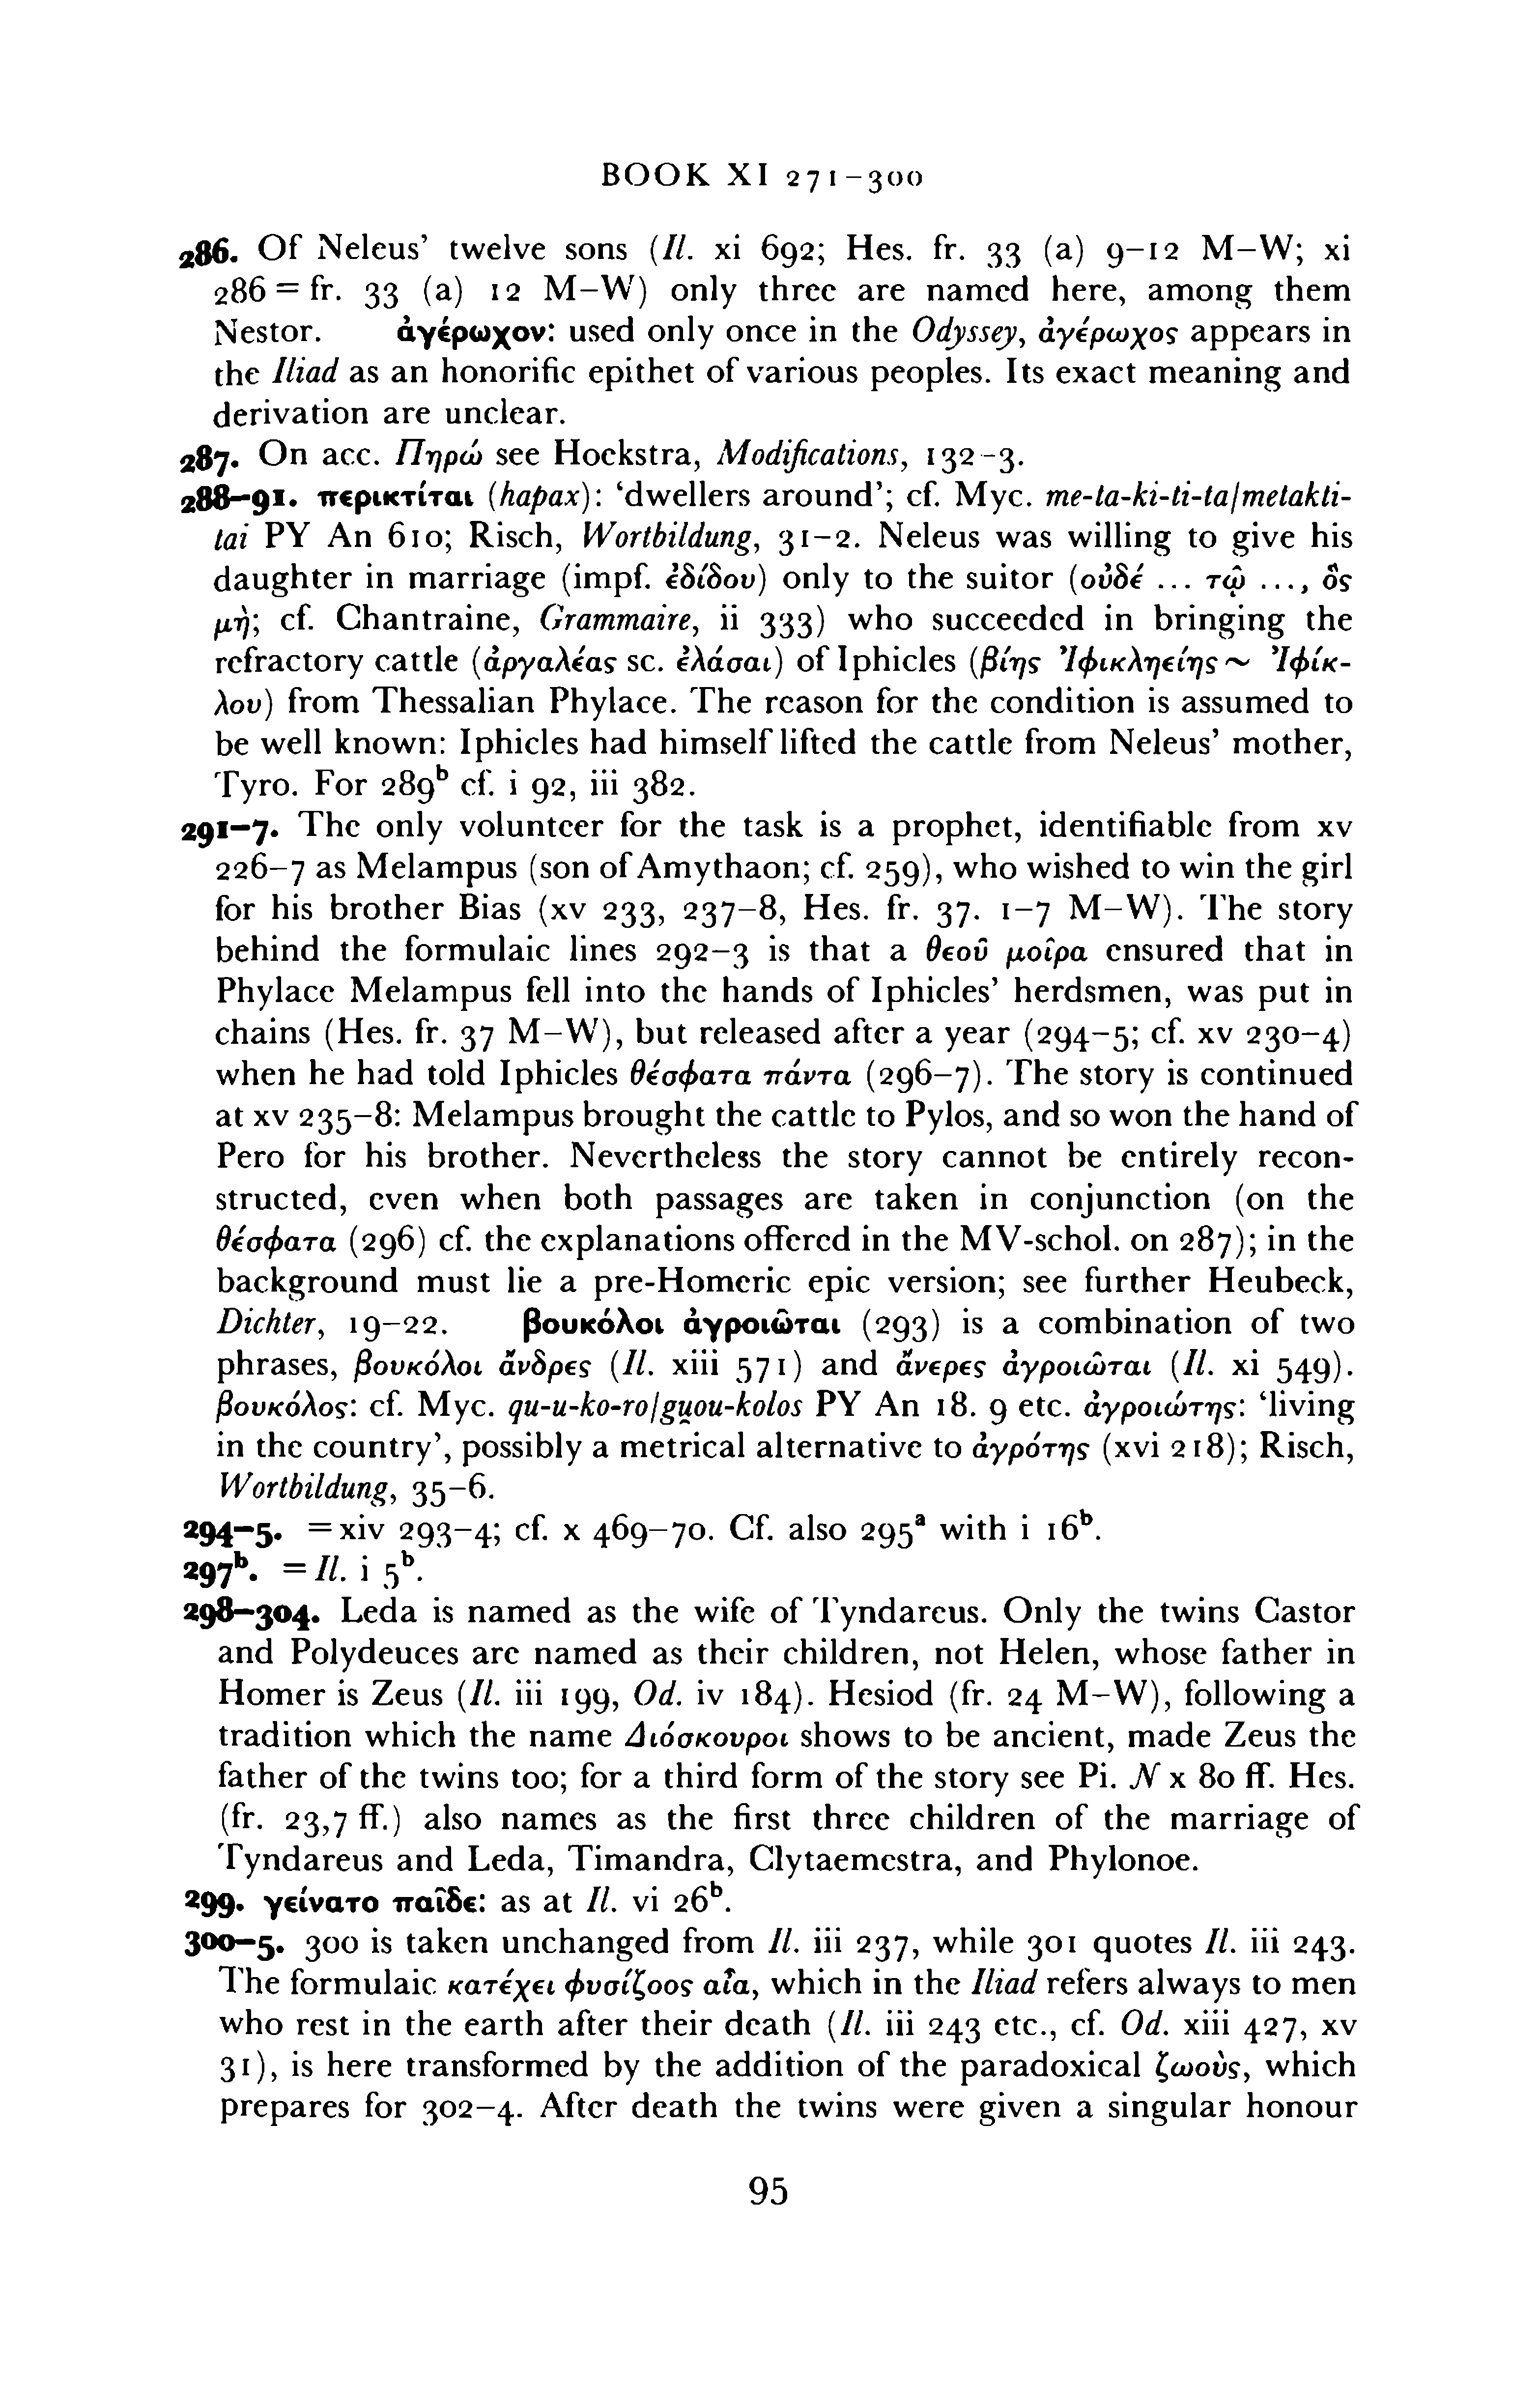 BOOK XI 271–300
286. Of Neleus’ twelve sons (Il. xi 692; Hes. fr. 33 (a) 9–12 M–W; xi
286 = fr. 33 (a) 12 M–W) only three are named here, among them
Nestor. ἀγέρωχον: used only once in the Odyssey, ἀγέρωχος appears in
the Iliad as an honorific epithet of various peoples. Its exact meaning and
derivation are unclear.
287. On acc. Πηρώ see Hoekstra, Modifications, 132–3.
288–91. περικτίται (hapax): ‘dwellers around’; cf. Myc. me-ta-ki-ti-ta/metakti-
tai PY An 610; Risch, Wortbildung, 31–2. Neleus was willing to give his
daughter in marriage (impf. ἐδίδου) only to the suitor (οὐδέ ... τῷ ..., ὃς
μή; cf. Chantraine, Grammaire, ii 333) who succeeded in bringing the
refractory cattle (ἀργαλέας sc. ἐλάσαι) of Iphicles (βίης Ἰφικληείης ~ Ἰφίκ-
λου) from Thessalian Phylace. The reason for the condition is assumed to
be well known: Iphicles had himself lifted the cattle from Neleus’ mother,
Tyro. For 289ᵇ cf. i 92, iii 382.
291–7. The only volunteer for the task is a prophet, identifiable from xv
226–7 as Melampus (son of Amythaon; cf. 259), who wished to win the girl
for his brother Bias (xv 233, 237–8, Hes. fr. 37. 1–7 M–W). The story
behind the formulaic lines 292–3 is that a θεοῦ μοῖρα ensured that in
Phylace Melampus fell into the hands of Iphicles’ herdsmen, was put in
chains (Hes. fr. 37 M–W), but released after a year (294–5; cf. xv 230–4)
when he had told Iphicles θέσφατα πάντα (296–7). The story is continued
at xv 235–8: Melampus brought the cattle to Pylos, and so won the hand of
Pero for his brother. Nevertheless the story cannot be entirely recon-
structed, even when both passages are taken in conjunction (on the
θέσφατα (296) cf. the explanations offered in the MV-schol. on 287); in the
background must lie a pre-Homeric epic version; see further Heubeck,
Dichter, 19–22. βουκόλοι ἀγροιῶται (293) is a combination of two
phrases, βουκόλοι ἄνδρες (Il. xiii 571) and ἄνερες ἀγροιῶται (Il. xi 549).
βουκόλος: cf. Myc. qu-u-ko-ro/gu̯ou-kolos PY An 18. 9 etc. ἀγροιώτης: ‘living
in the country’, possibly a metrical alternative to ἀγρότης (xvi 218); Risch,
Wortbildung, 35–6.
294–5. = xiv 293–4; cf. x 469–70. Cf. also 295ᵃ with i 16ᵇ.
297ᵇ. = Il. i 5ᵇ.
298–304. Leda is named as the wife of Tyndareus. Only the twins Castor
and Polydeuces are named as their children, not Helen, whose father in
Homer is Zeus (Il. iii 199, Od. iv 184). Hesiod (fr. 24 M–W), following a
tradition which the name Διόσκουροι shows to be ancient, made Zeus the
father of the twins too; for a third form of the story see Pi. N x 80 ff. Hes.
(fr. 23,7 ff.) also names as the first three children of the marriage of
Tyndareus and Leda, Timandra, Clytaemestra, and Phylonoe.
299. γείνατο παῖδε: as at Il. vi 26ᵇ.
300–5. 300 is taken unchanged from Il. iii 237, while 301 quotes Il. iii 243.
The formulaic κατέχει φυσίζοος αἶα, which in the Iliad refers always to men
who rest in the earth after their death (Il. iii 243 etc., cf. Od. xiii 427, xv
31), is here transformed by the addition of the paradoxical ζωούς, which
prepares for 302–4. After death the twins were given a singular honour
95